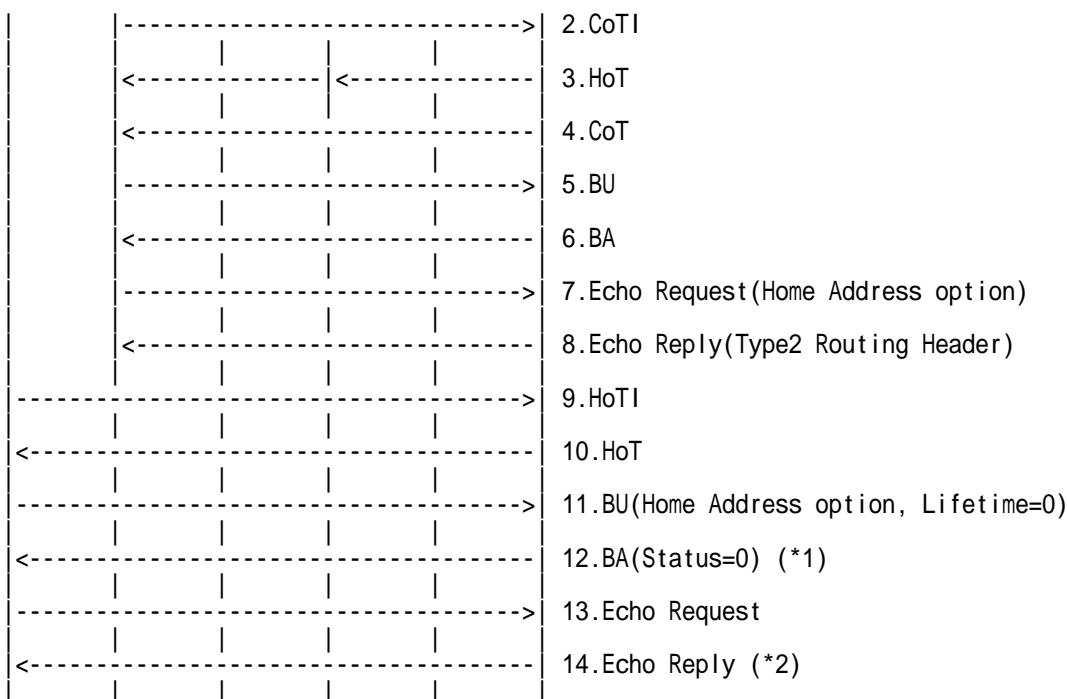 2.CoTI
3.HoT
4.CoT
5.BU
6.BA
7.Echo Request(Home Address option)
8.Echo Reply(Type2 Routing Header)
9.HoTI
10.HoT
11.BU(Home Address option, Lifetime=0)
12.BA(Status=0) (*1)
13.Echo Request
14.Echo Reply (*2)